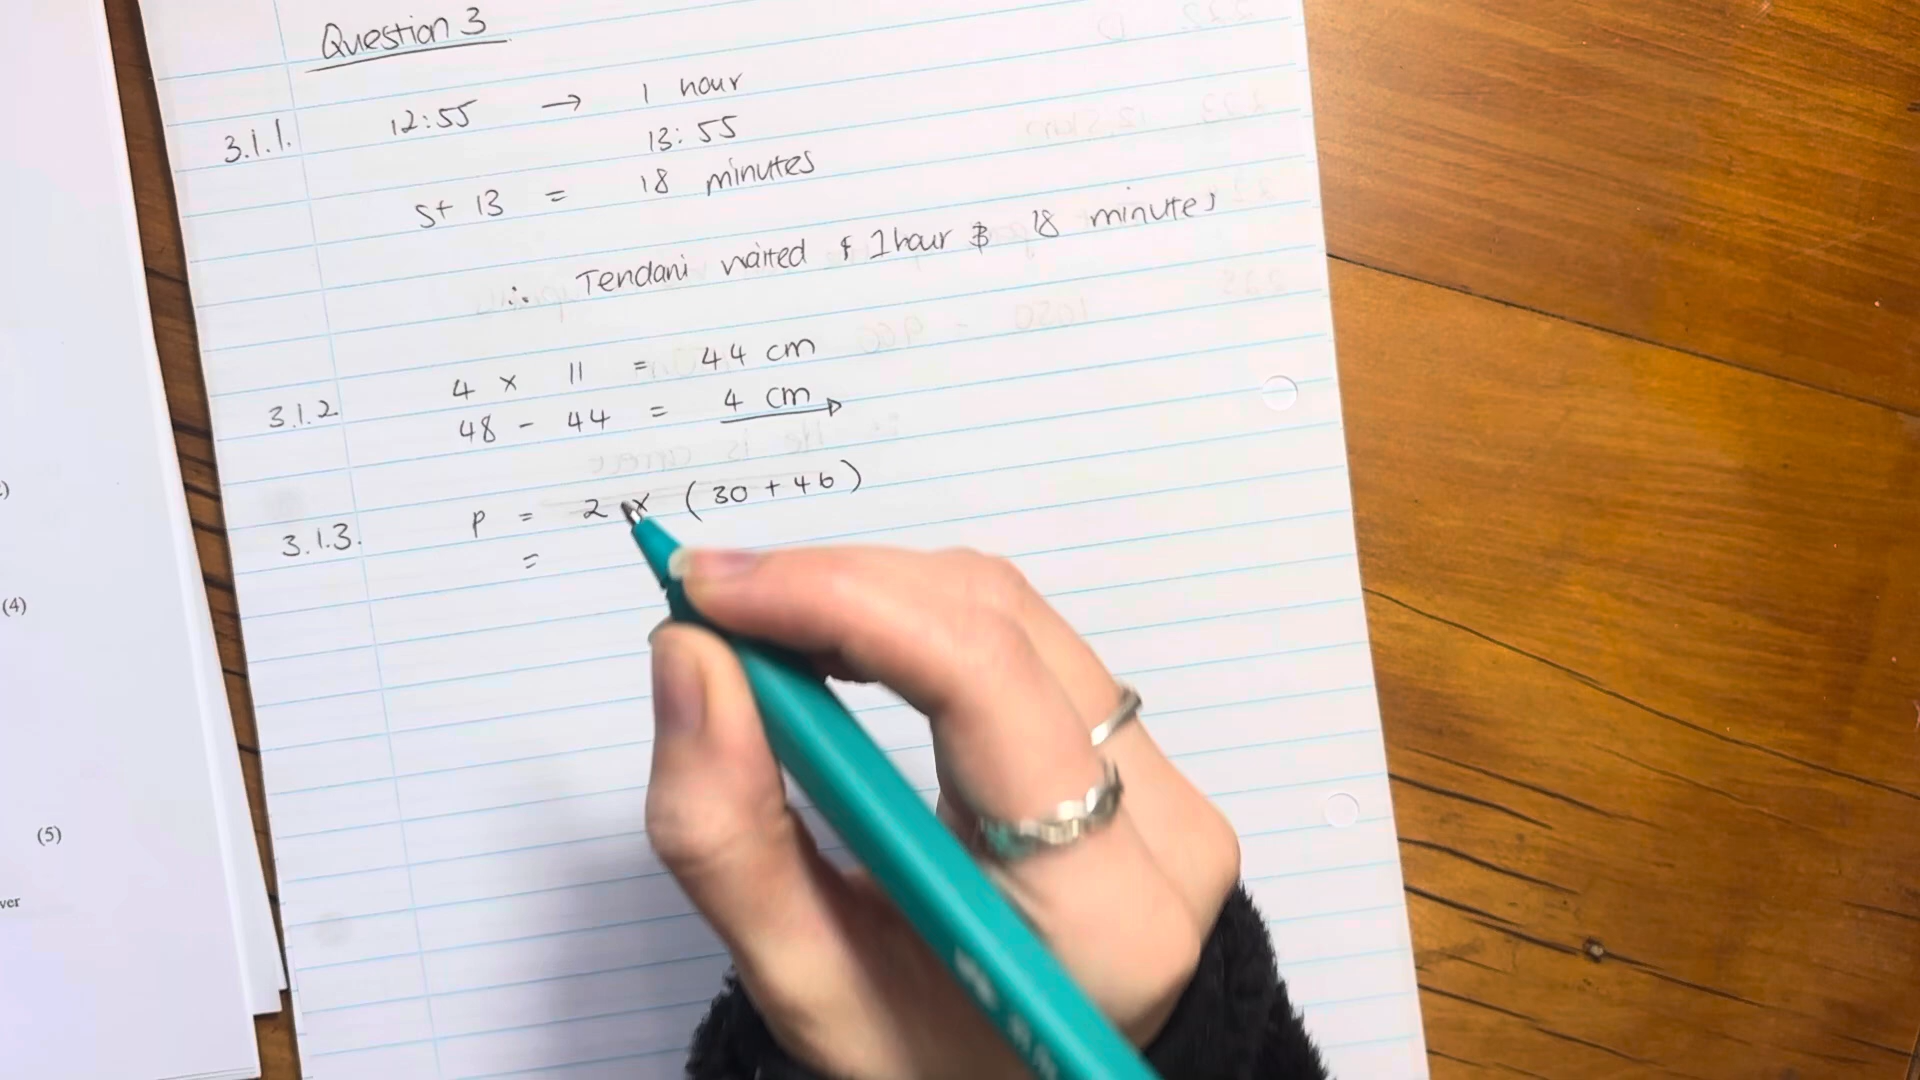 Question 3
3.1.1. 12:55 → 1 hour
13:55
St 13 = 18 minutes
∴ Tendani waited 1 hour 18 minutes
3.1.2 4 x 11 = 44 cm
48 - 44 = 4 cm
3.1.3. P = 2 x (30 + 46)
=
(4)
(5)